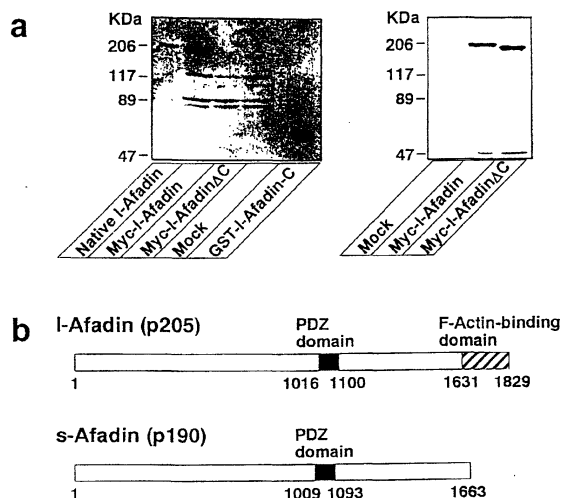 a
KDa
206
117
89
47
Native l-Afadin
Myc-l-Afadin
Myc-l-AfadinΔC
Mock
GST-l-Afadin-C
KDa
206
117
89
47
Mock
Myc-l-Afadin
Myc-l-AfadinΔC
b
l-Afadin (p205)
PDZ domain
F-Actin-binding domain
1
1016
1100
1631
1829
s-Afadin (p190)
PDZ domain
1
1009
1093
1663